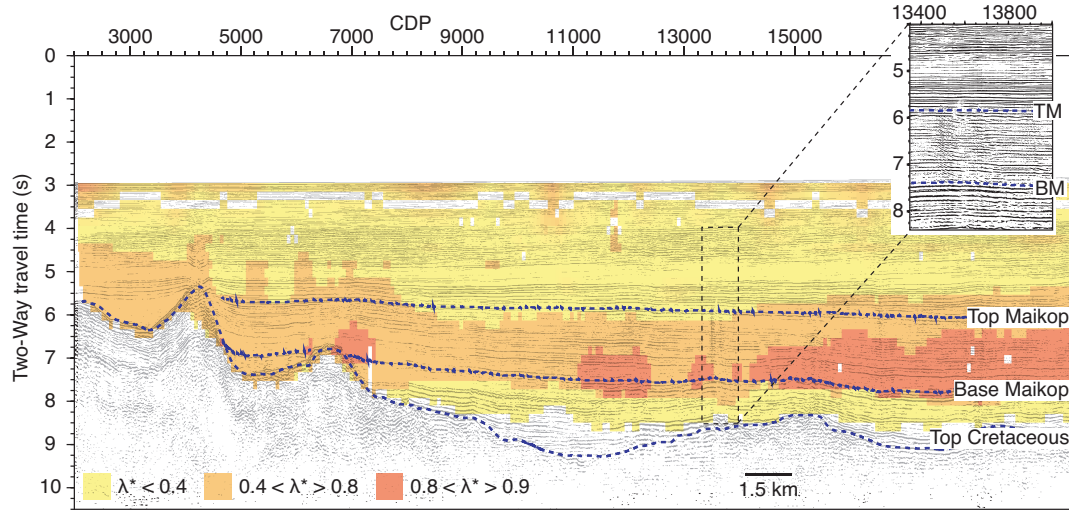 CDP
3000 5000 7000 9000 11000 13000 15000
13400 13800
Two-Way travel time (s)
0
1
2
3
4
5
6
7
8
9
10
5
6
7
8
TM
BM
Top Maikop
Base Maikop
Top Cretaceous
λ* < 0.4 0.4 < λ* > 0.8 0.8 < λ* > 0.9
1.5 km